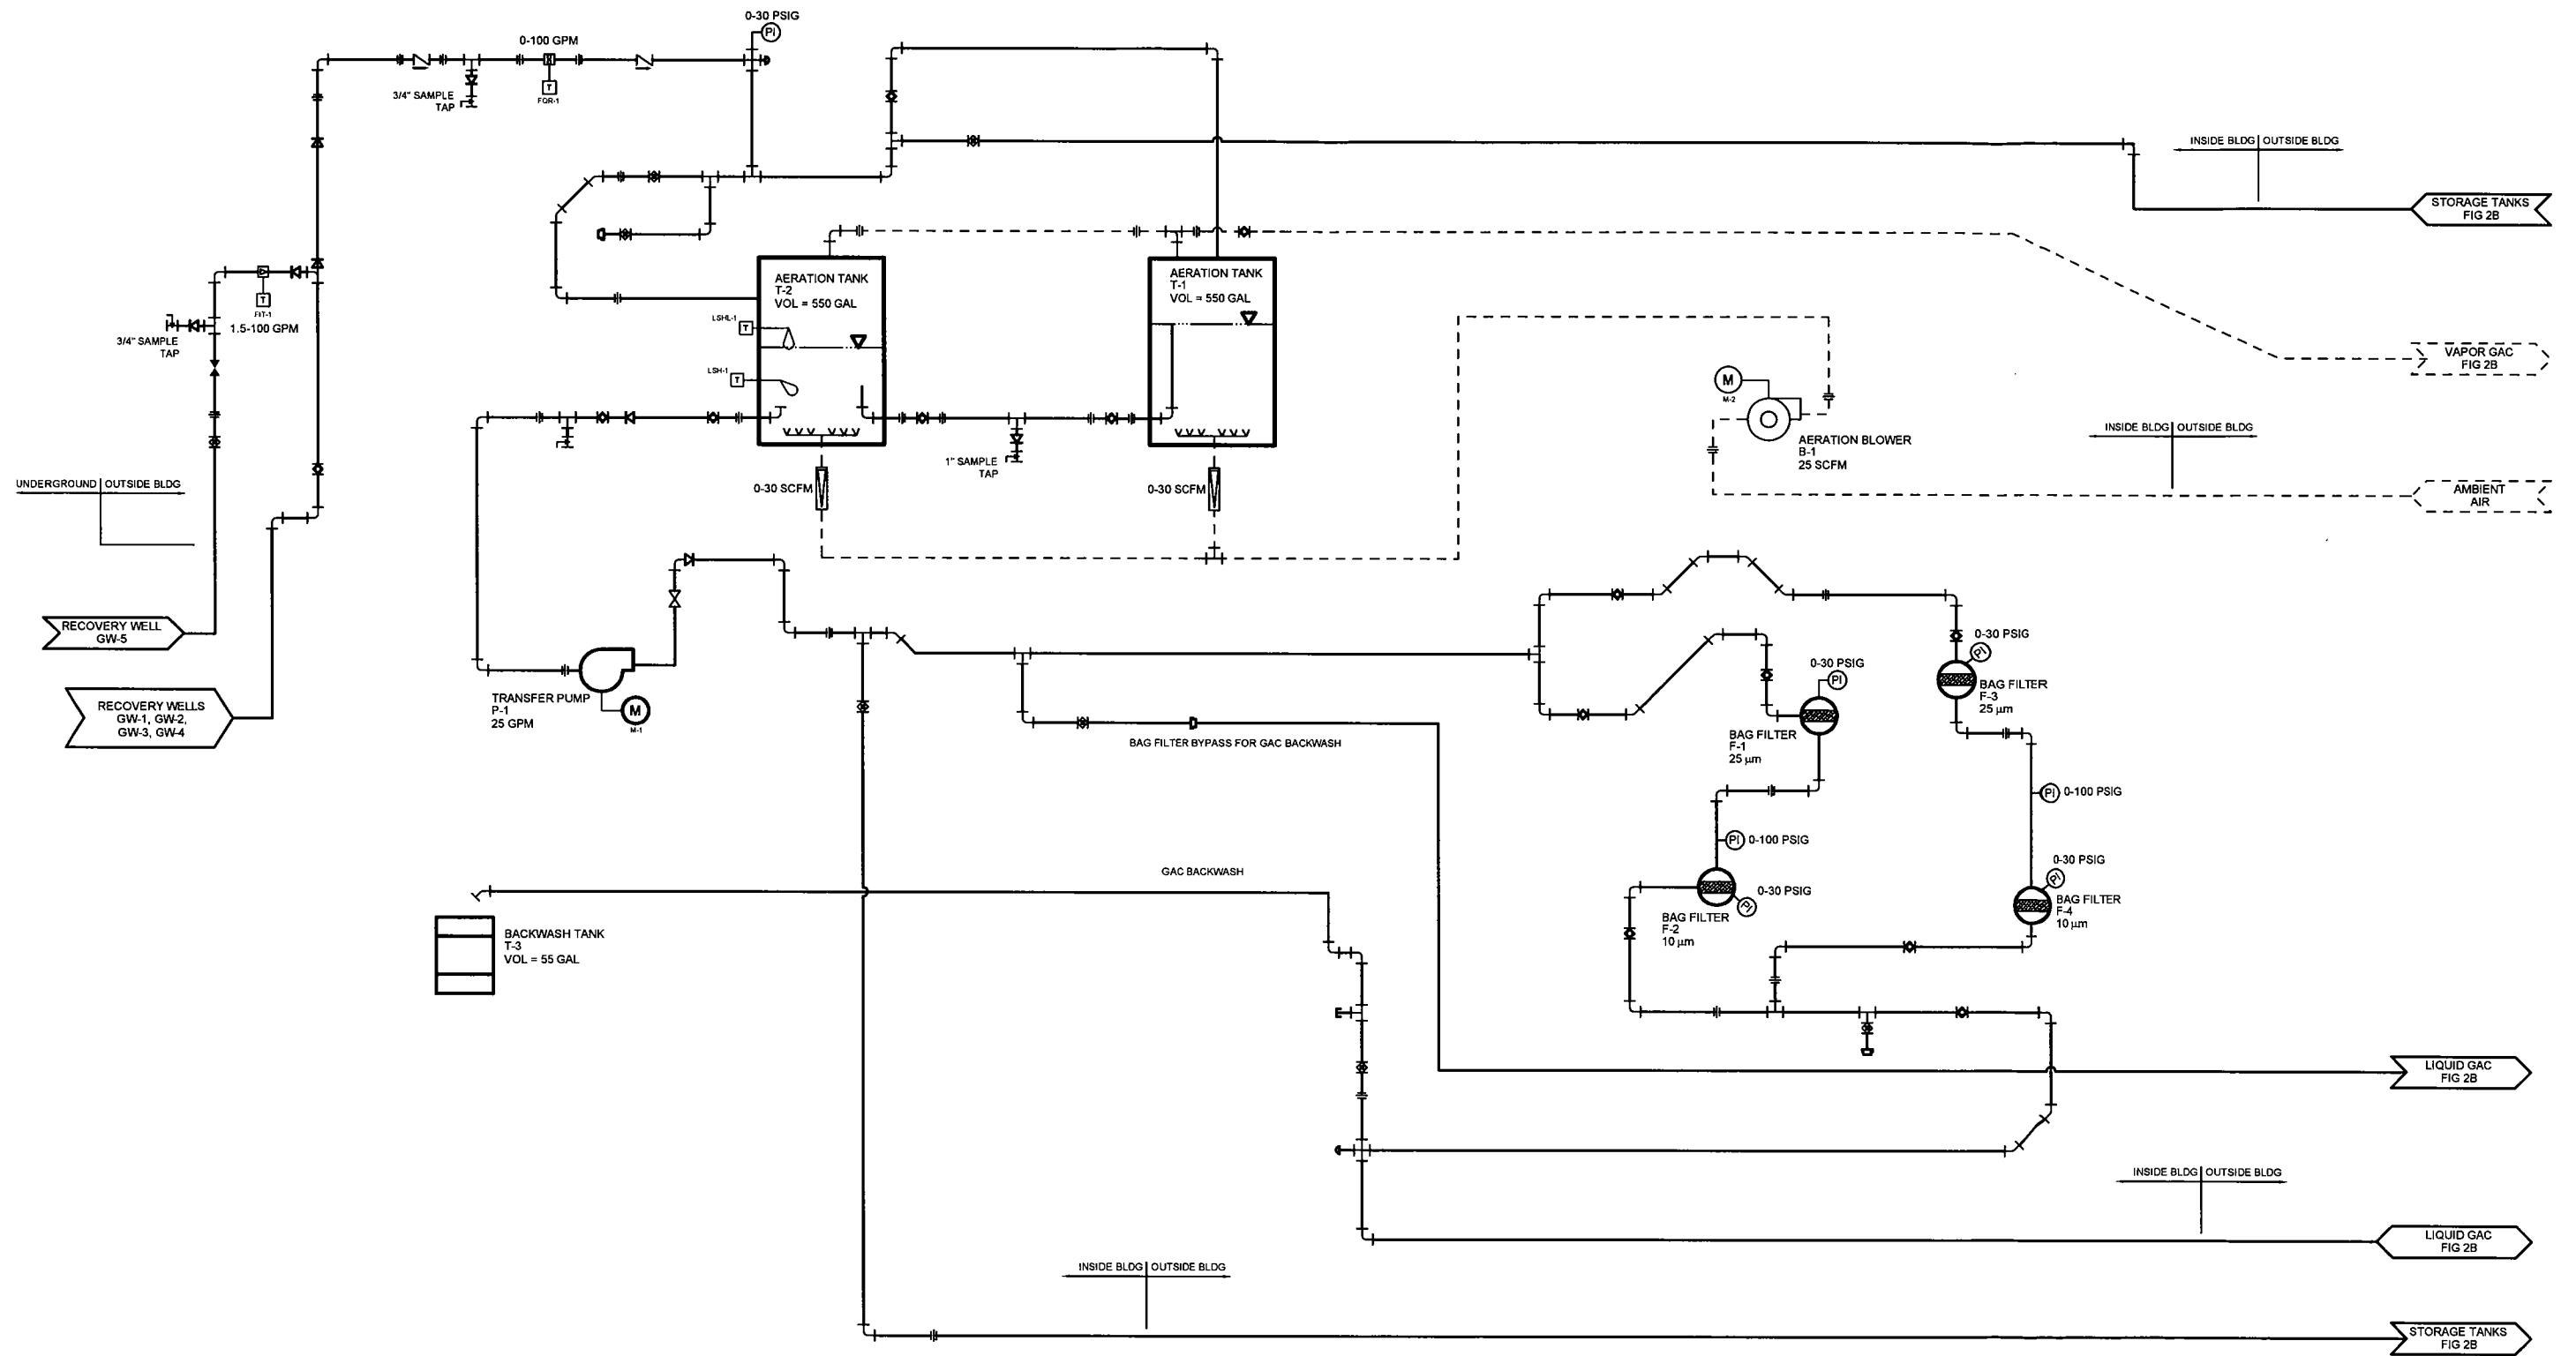 0-30 PSIG
PI
0-100 GPM
T
FQR-1
3/4" SAMPLE
TAP
INSIDE BLDG
OUTSIDE BLDG
STORAGE TANKS
FIG 2B
AERATION TANK
T-2
VOL = 550 GAL
AERATION TANK
T-1
VOL = 550 GAL
T
FIT-1
1.5-100 GPM
3/4" SAMPLE
TAP
LSHL-1
T
LSH-1
T
VAPOR GAC
FIG 2B
M
M-2
AERATION BLOWER
B-1
25 SCFM
INSIDE BLDG
OUTSIDE BLDG
1" SAMPLE
TAP
0-30 SCFM
0-30 SCFM
UNDERGROUND
OUTSIDE BLDG
AMBIENT
AIR
RECOVERY WELL
GW-5
RECOVERY WELLS
GW-1, GW-2,
GW-3, GW-4
TRANSFER PUMP
P-1
25 GPM
M
M-1
0-30 PSIG
PI
BAG FILTER
F-3
25 µm
0-30 PSIG
PI
BAG FILTER
F-1
25 µm
BAG FILTER BYPASS FOR GAC BACKWASH
PI
0-100 PSIG
PI
0-100 PSIG
GAC BACKWASH
0-30 PSIG
PI
BAG FILTER
F-4
10 µm
0-30 PSIG
PI
BAG FILTER
F-2
10 µm
BACKWASH TANK
T-3
VOL = 55 GAL
LIQUID GAC
FIG 2B
INSIDE BLDG
OUTSIDE BLDG
LIQUID GAC
FIG 2B
INSIDE BLDG
OUTSIDE BLDG
STORAGE TANKS
FIG 2B